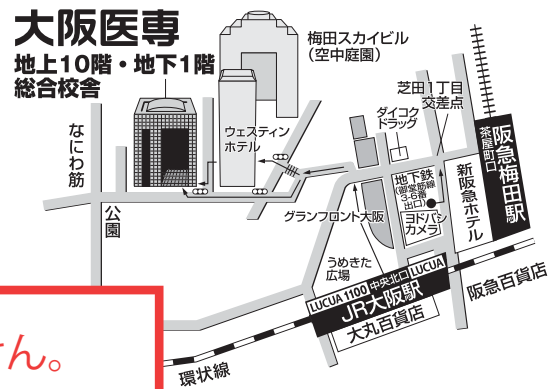 大阪医専
地上10階・地下1階
総合校舎
梅田スカイビル
(空中庭園)
なにわ筋
公園
ウェスティン
ホテル
芝田1丁目
交差点
ダイコク
ドラッグ
地下鉄
(御堂筋線
3-6番
出口)
ヨドバシ
カメラ
新阪急ホテル
茶屋町口
阪急梅田駅
グランフロント大阪
うめきた
広場
LUCUA 1100 中央北口 LUCUA
JR大阪駅
大丸百貨店
阪急百貨店
環状線
せん。